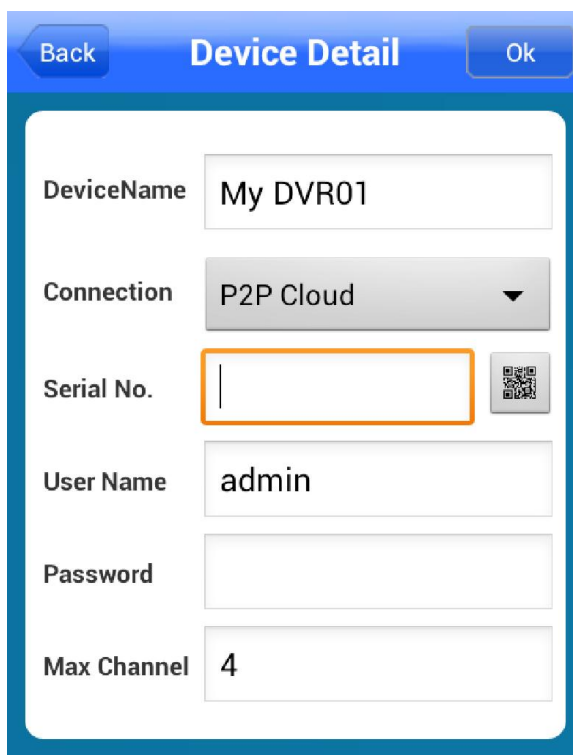 Back Device Detail Ok
DeviceName My DVR01
Connection P2P Cloud
Serial No.
User Name admin
Password
Max Channel 4